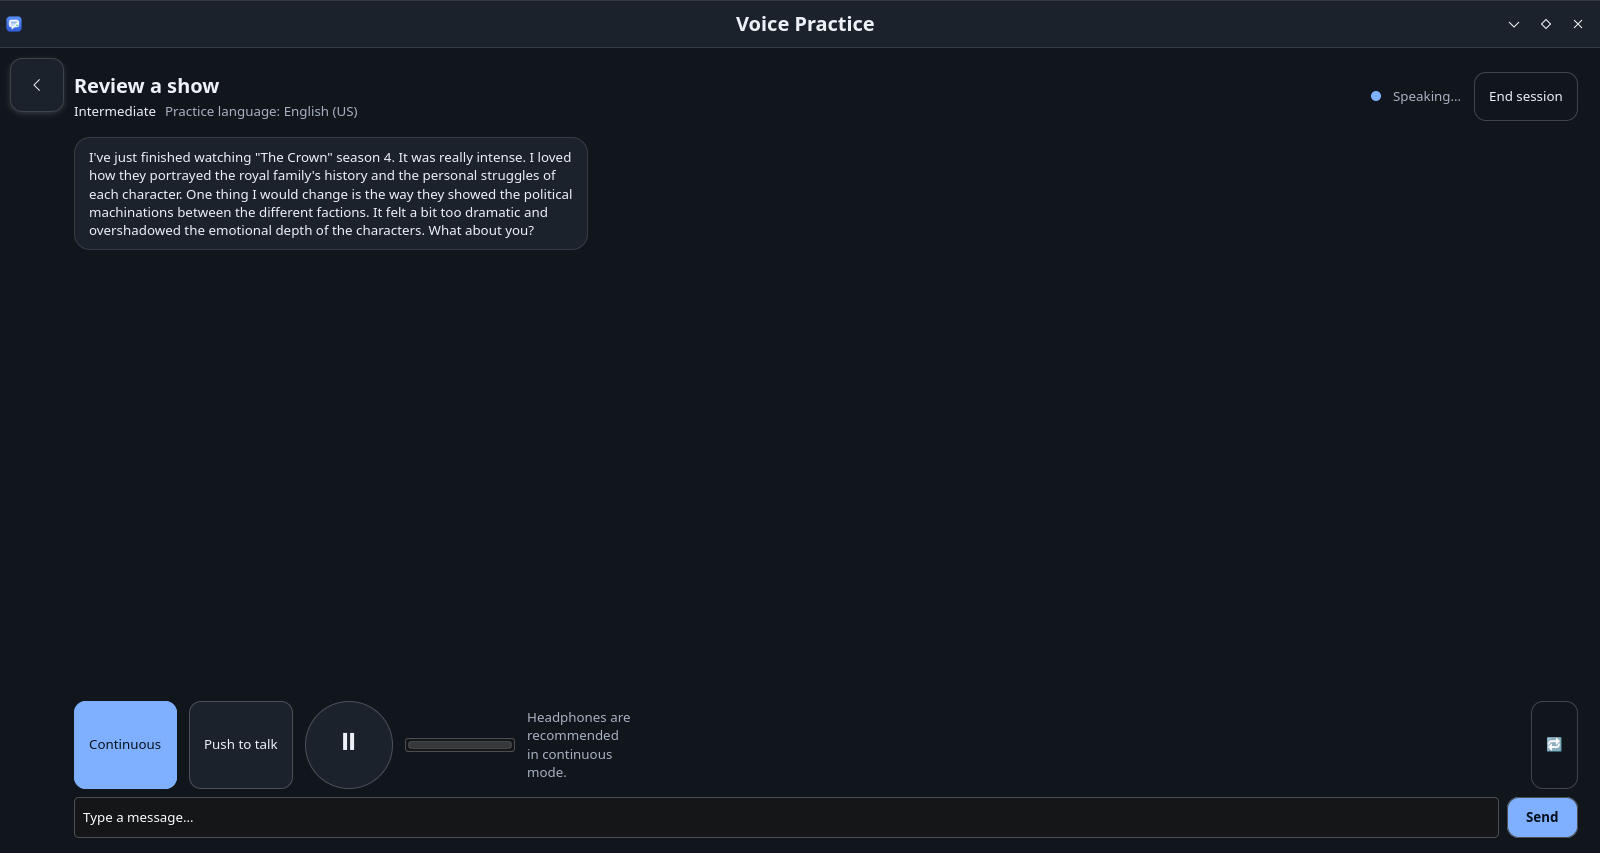 Voice Practice
Review a show
Intermediate Practice language: English (US)
Speaking...
End session
I've just finished watching "The Crown" season 4. It was really intense. I loved
how they portrayed the royal family's history and the personal struggles of
each character. One thing I would change is the way they showed the political
machinations between the different factions. It felt a bit too dramatic and
overshadowed the emotional depth of the characters. What about you?
Continuous
Push to talk
Headphones are
recommended
in continuous
mode.
Type a message...
Send